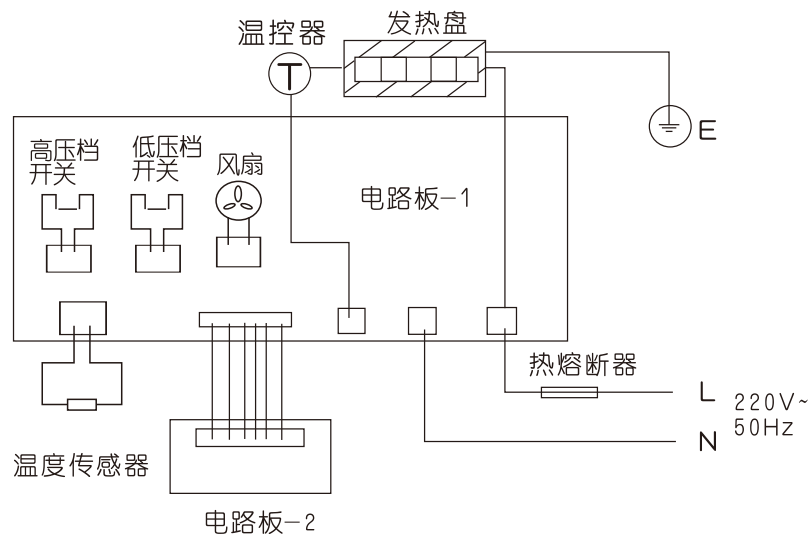 温控器
发热盘
T
E
高压档
开关
低压档
开关
风扇
电路板-1
热熔断器
L
220V~
50Hz
N
温度传感器
电路板-2